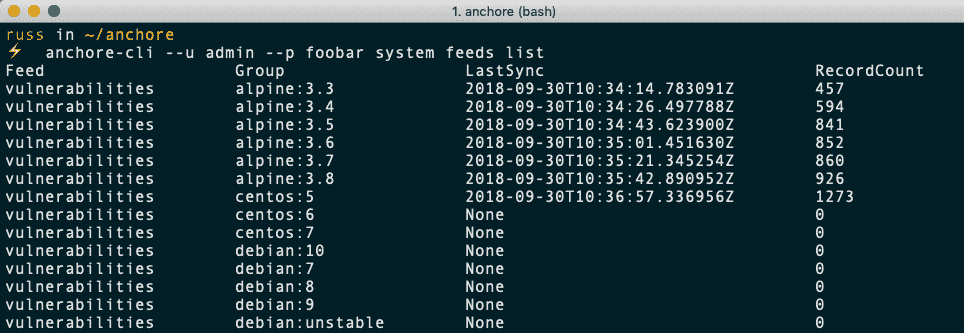 1. anchore (bash)
russ in ~/anchore
⚡ anchore-cli --u admin --p foobar system feeds list
Feed Group LastSync RecordCount
vulnerabilities alpine:3.3 2018-09-30T10:34:14.783091Z 457
vulnerabilities alpine:3.4 2018-09-30T10:34:26.497788Z 594
vulnerabilities alpine:3.5 2018-09-30T10:34:43.623900Z 841
vulnerabilities alpine:3.6 2018-09-30T10:35:01.451630Z 852
vulnerabilities alpine:3.7 2018-09-30T10:35:21.345254Z 860
vulnerabilities alpine:3.8 2018-09-30T10:35:42.890952Z 926
vulnerabilities centos:5 2018-09-30T10:36:57.336956Z 1273
vulnerabilities centos:6 None 0
vulnerabilities centos:7 None 0
vulnerabilities debian:10 None 0
vulnerabilities debian:7 None 0
vulnerabilities debian:8 None 0
vulnerabilities debian:9 None 0
vulnerabilities debian:unstable None 0